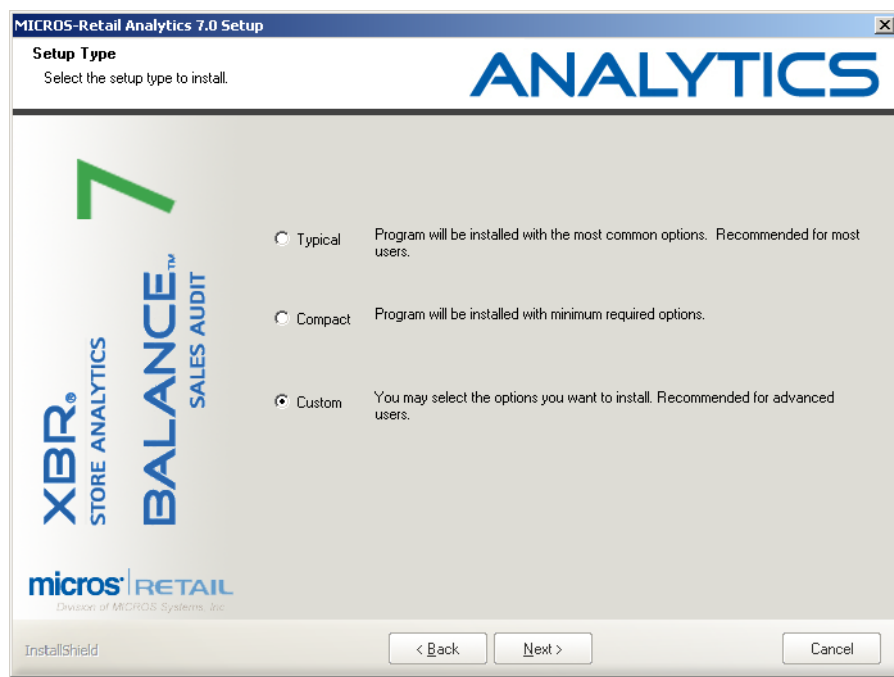 MICROS-Retail Analytics 7.0 Setup
Setup Type
Select the setup type to install.
ANALYTICS
7
XBR®
STORE ANALYTICS
BALANCE™
SALES AUDIT
Typical
Program will be installed with the most common options. Recommended for most
users.
Compact
Program will be installed with minimum required options.
Custom
You may select the options you want to install. Recommended for advanced
users.
micros® RETAIL
Division of MICROS Systems, Inc
InstallShield
< Back
Next >
Cancel